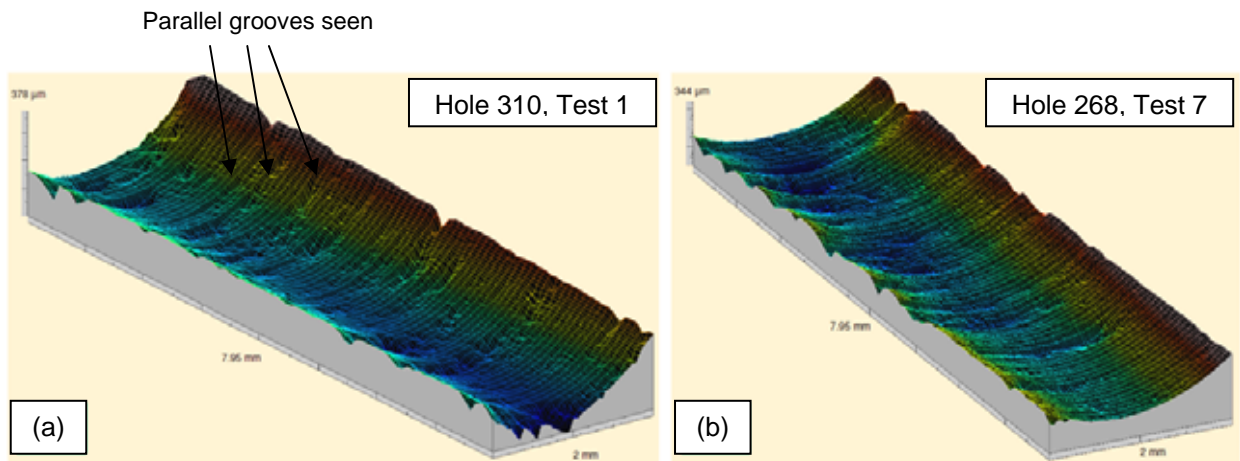 Parallel grooves seen
378 µm
Hole 310, Test 1
7.95 mm
2 mm
(a)
344 µm
Hole 268, Test 7
7.95 mm
2 mm
(b)